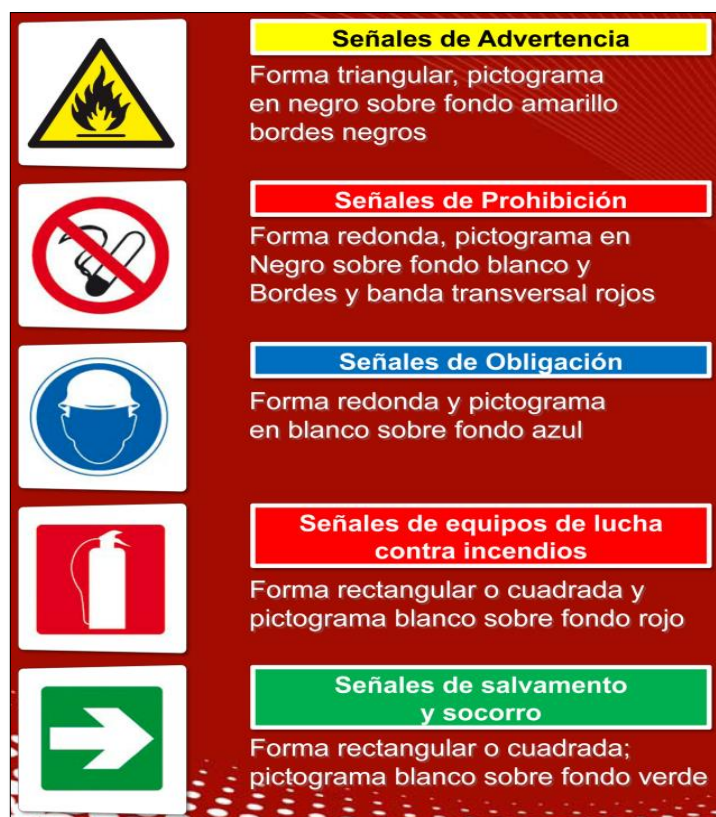 Señales de Advertencia
Forma triangular, pictograma
en negro sobre fondo amarillo
bordes negros
Señales de Prohibición
Forma redonda, pictograma en
Negro sobre fondo blanco y
Bordes y banda transversal rojos
Señales de Obligación
Forma redonda y pictograma
en blanco sobre fondo azul
Señales de equipos de lucha
contra incendios
Forma rectangular o cuadrada y
pictograma blanco sobre fondo rojo
Señales de salvamento
y socorro
Forma rectangular o cuadrada;
pictograma blanco sobre fondo verde